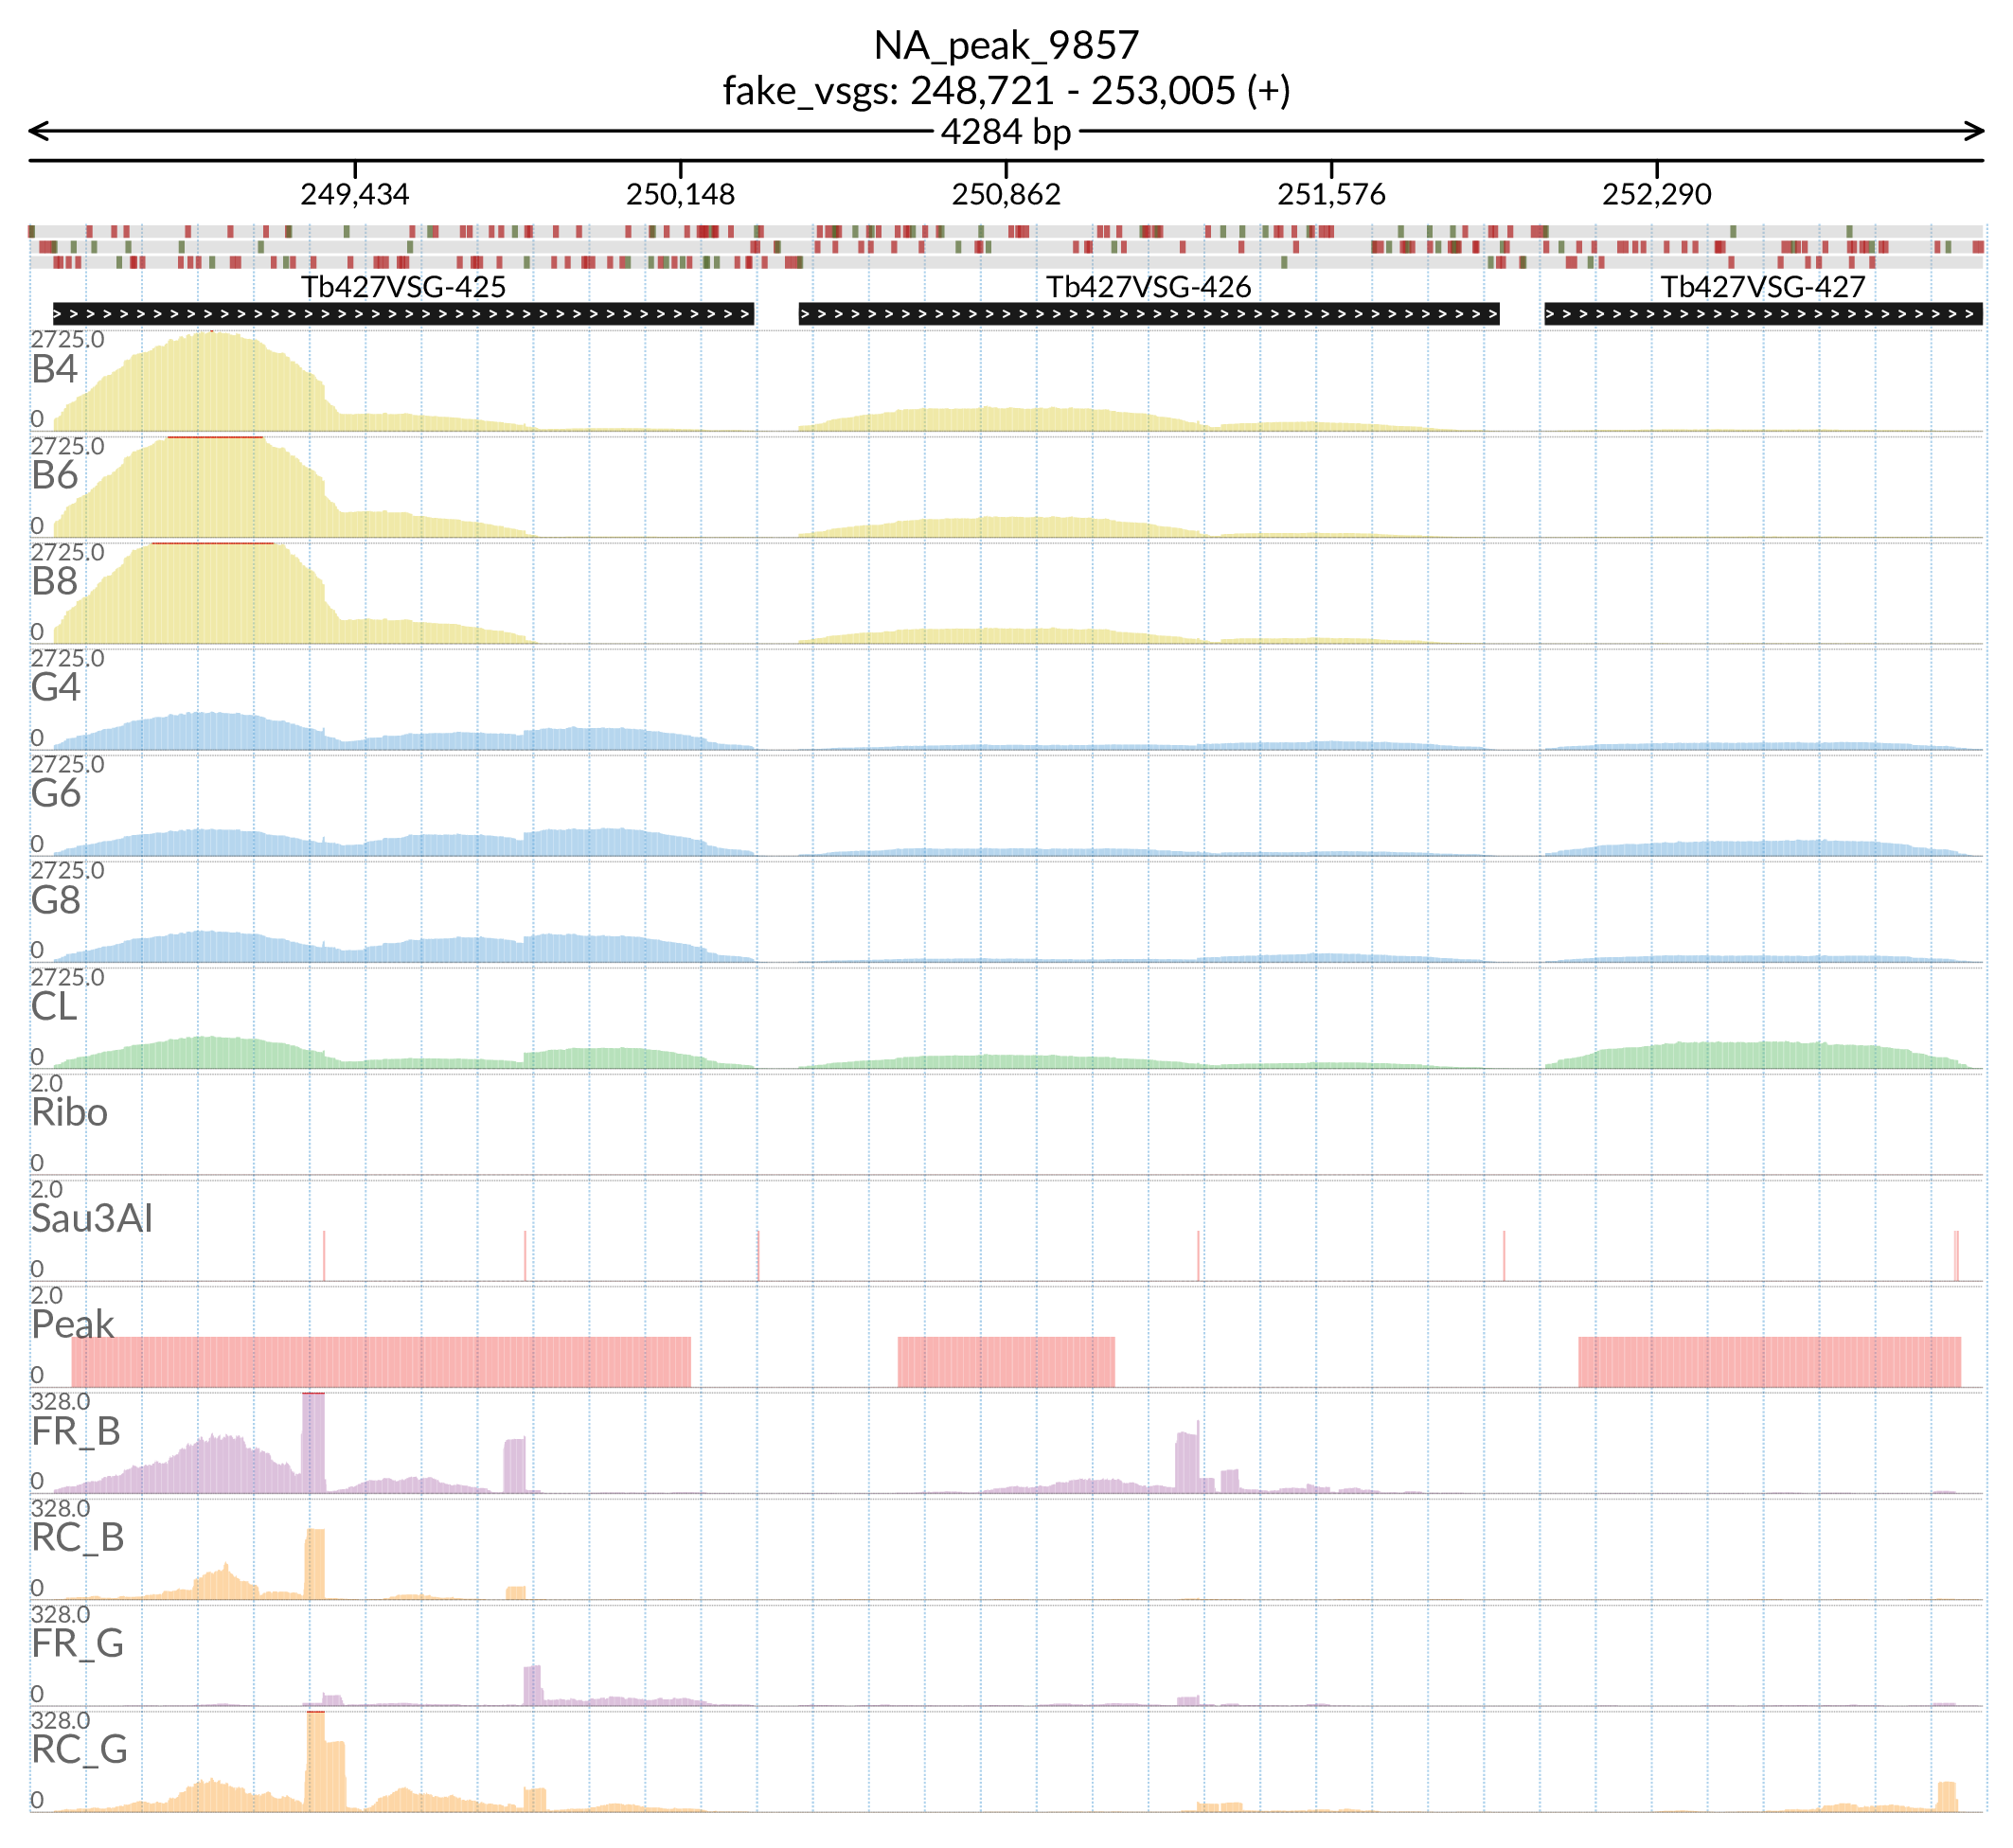 NA_peak_9857
fake_vsgs: 248,721 - 253,005 (+)
4284 bp
249,434 250,148 250,862 251,576 252,290
Tb427VSG-425 Tb427VSG-426 Tb427VSG-427
2725.0
B4
0
2725.0
B6
0
2725.0
B8
0
2725.0
G4
0
2725.0
G6
0
2725.0
G8
0
2725.0
CL
0
2.0
Ribo
0
2.0
Sau3AI
0
2.0
Peak
0
328.0
FR_B
0
328.0
RC_B
0
328.0
FR_G
0
328.0
RC_G
0